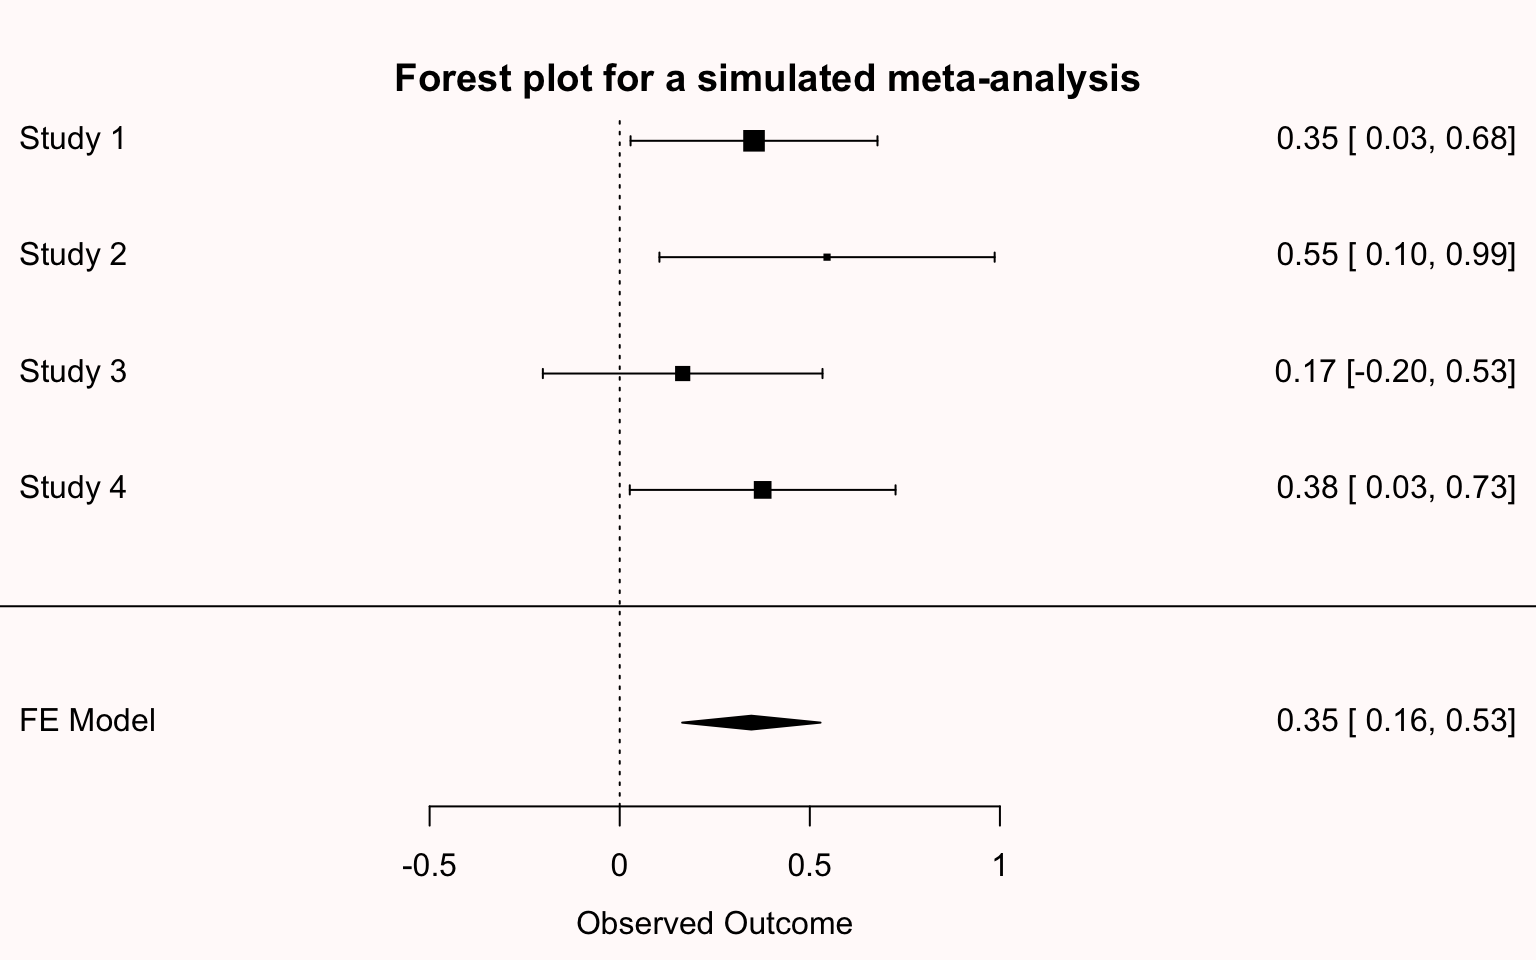 Forest plot for a simulated meta-analysis
Study 1 0.35 [ 0.03, 0.68]
Study 2 0.55 [ 0.10, 0.99]
Study 3 0.17 [-0.20, 0.53]
Study 4 0.38 [ 0.03, 0.73]
FE Model 0.35 [ 0.16, 0.53]
-0.5 0 0.5 1
Observed Outcome